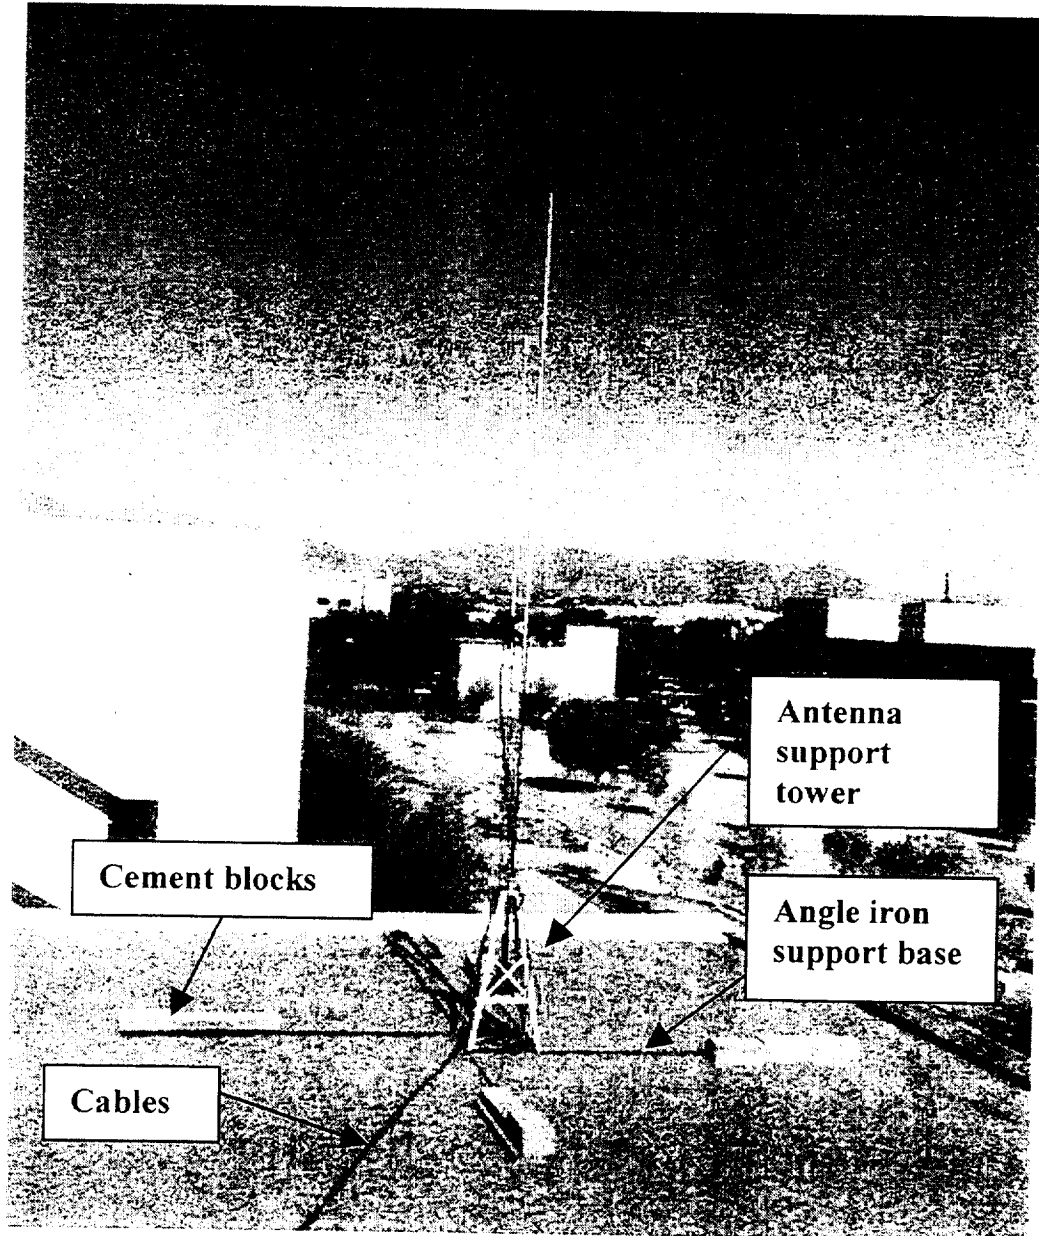 Antenna
support
tower
Cement blocks
Angle iron
support base
Cables